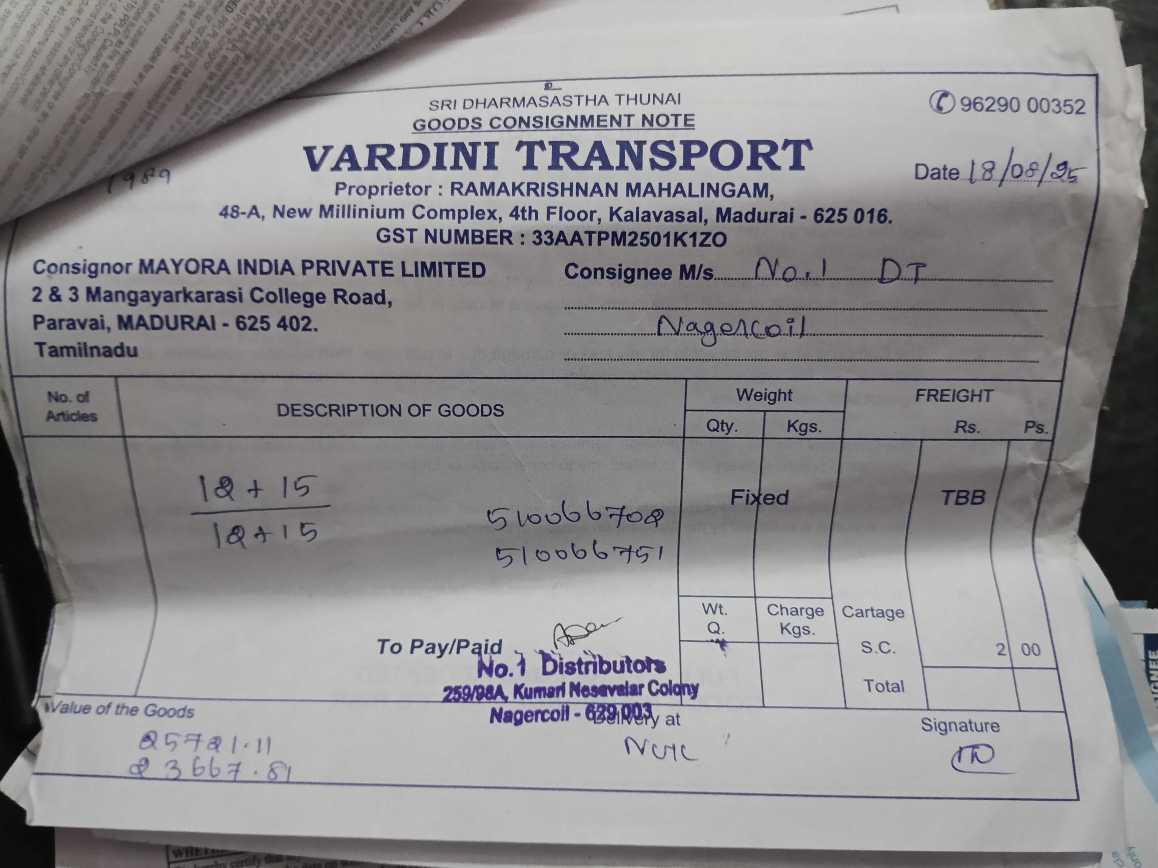 SRI DHARMASASTHA THUNAI
GOODS CONSIGNMENT NOTE
96290 00352
VARDINI TRANSPORT
1989
Date 18/08/25
Proprietor : RAMAKRISHNAN MAHALINGAM,
48-A, New Millinium Complex, 4th Floor, Kalavasal, Madurai - 625 016.
GST NUMBER : 33AATPM2501K1ZO
Consignor MAYORA INDIA PRIVATE LIMITED
2 & 3 Mangayarkarasi College Road,
Paravai, MADURAI - 625 402.
Tamilnadu
Consignee M/s. No.1 DT
Nagercoil
No. of
Articles
DESCRIPTION OF GOODS
Weight
Qty. Kgs.
FREIGHT
Rs. Ps.
12 + 15
12 + 15
510066702
510066751
Fixed
TBB
Wt.
Q.
Charge
Kgs.
Cartage
S.C. 2 00
Total
To Pay/Paid
No.1 Distributors
259/98A, Kumari Nesavalar Colony
Nagercoil - 629 003
Value of the Goods
25721.11
23667.81
Delivery at
Signature